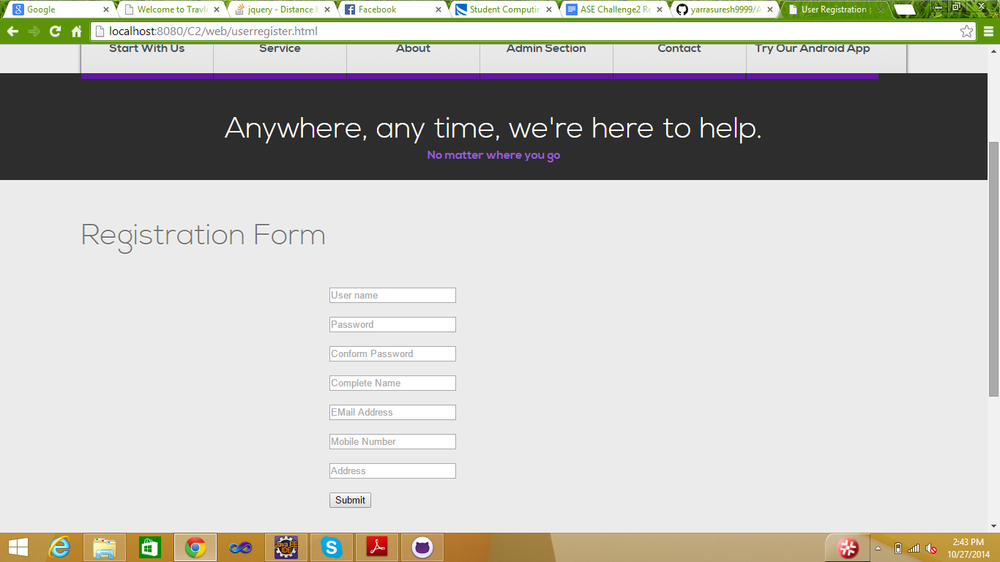 Google
Welcome to Travle
jquery - Distance
Facebook
Student Computin
ASE Challenge2 Re
yarrasuresh9999/A
User Registration
localhost:8080/C2/web/userregister.html
Start With Us
Service
About
Admin Section
Contact
Try Our Android App
Anywhere, any time, we're here to help.
No matter where you go
Registration Form
User name
Password
Conform Password
Complete Name
EMail Address
Mobile Number
Address
Submit
Java EE
IDE
2:43 PM
10/27/2014